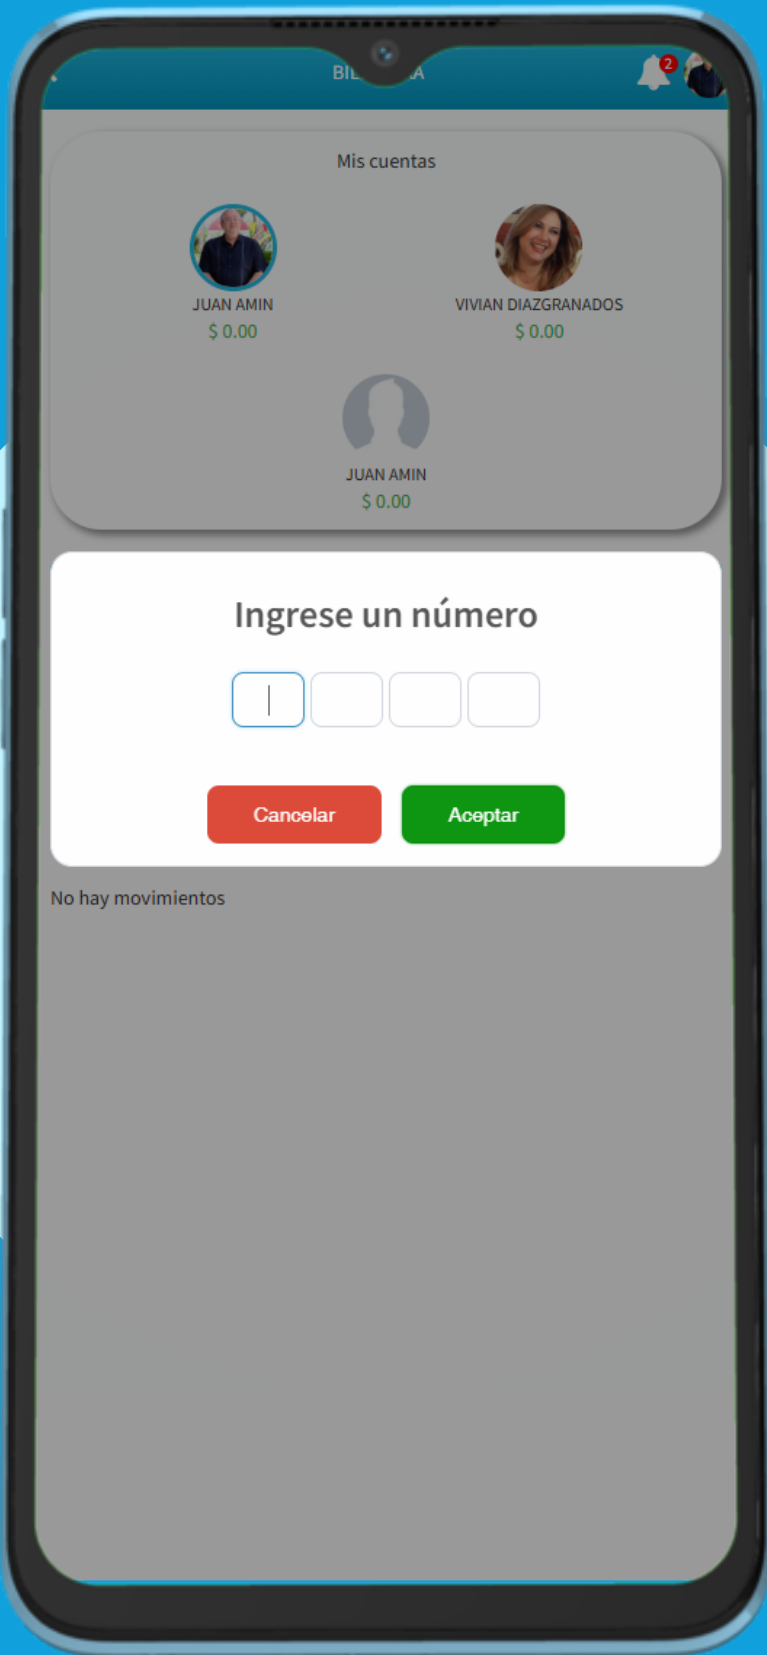 2
Mis cuentas
JUAN AMIN
$ 0.00
VIVIAN DIAZGRANADOS
$ 0.00
JUAN AMIN
$ 0.00
Ingrese un número
Cancelar
Aceptar
No hay movimientos